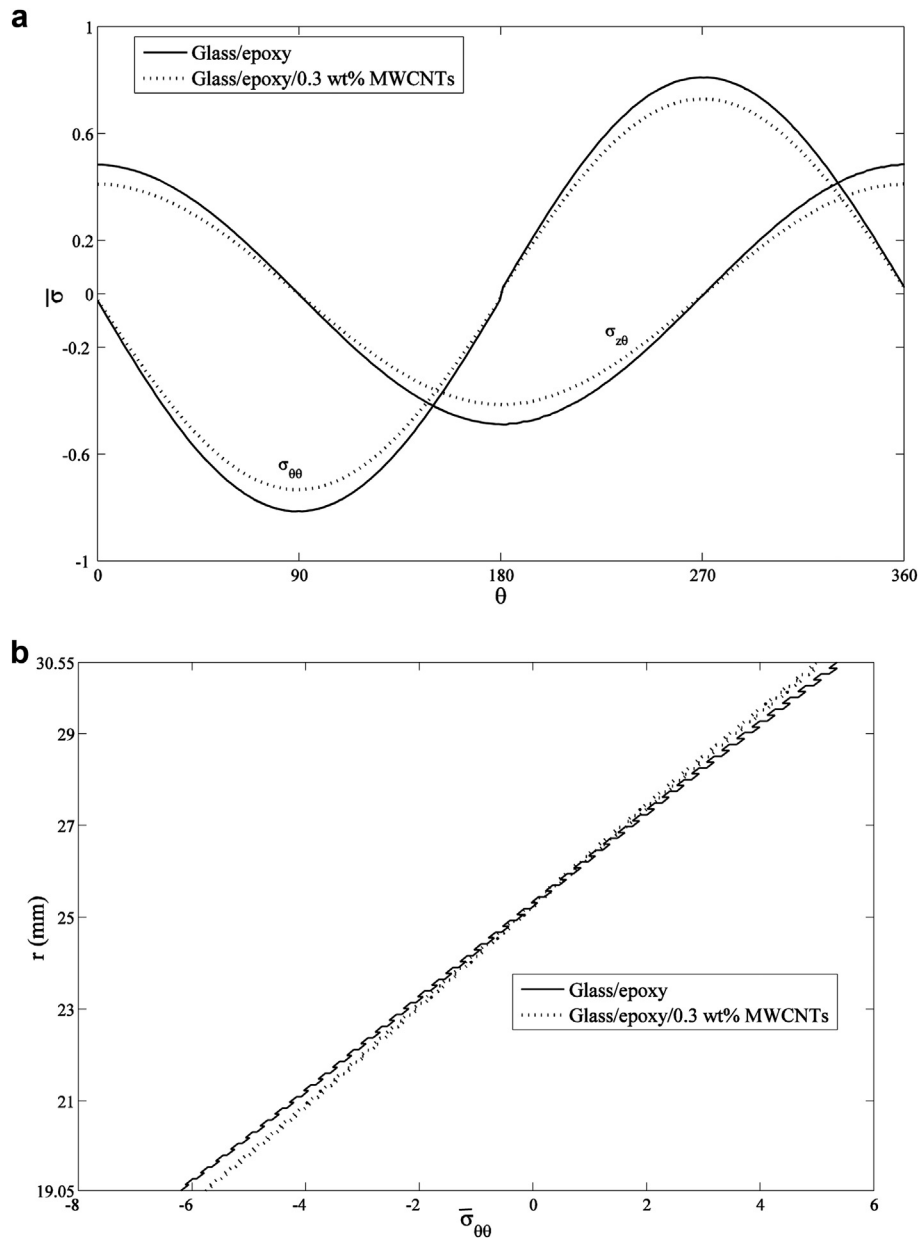 a
1
Glass/epoxy
Glass/epoxy/0.3 wt% MWCNTs
0.6
0.2
0
σ̅
-0.2
σzθ
-0.6
σθθ
-1
0 90 180 270 360
θ
b
30.55
29
27
25
r (mm)
Glass/epoxy
Glass/epoxy/0.3 wt% MWCNTs
23
21
19.05
-8 -6 -4 -2 0 2 4 6
σ̅θθ